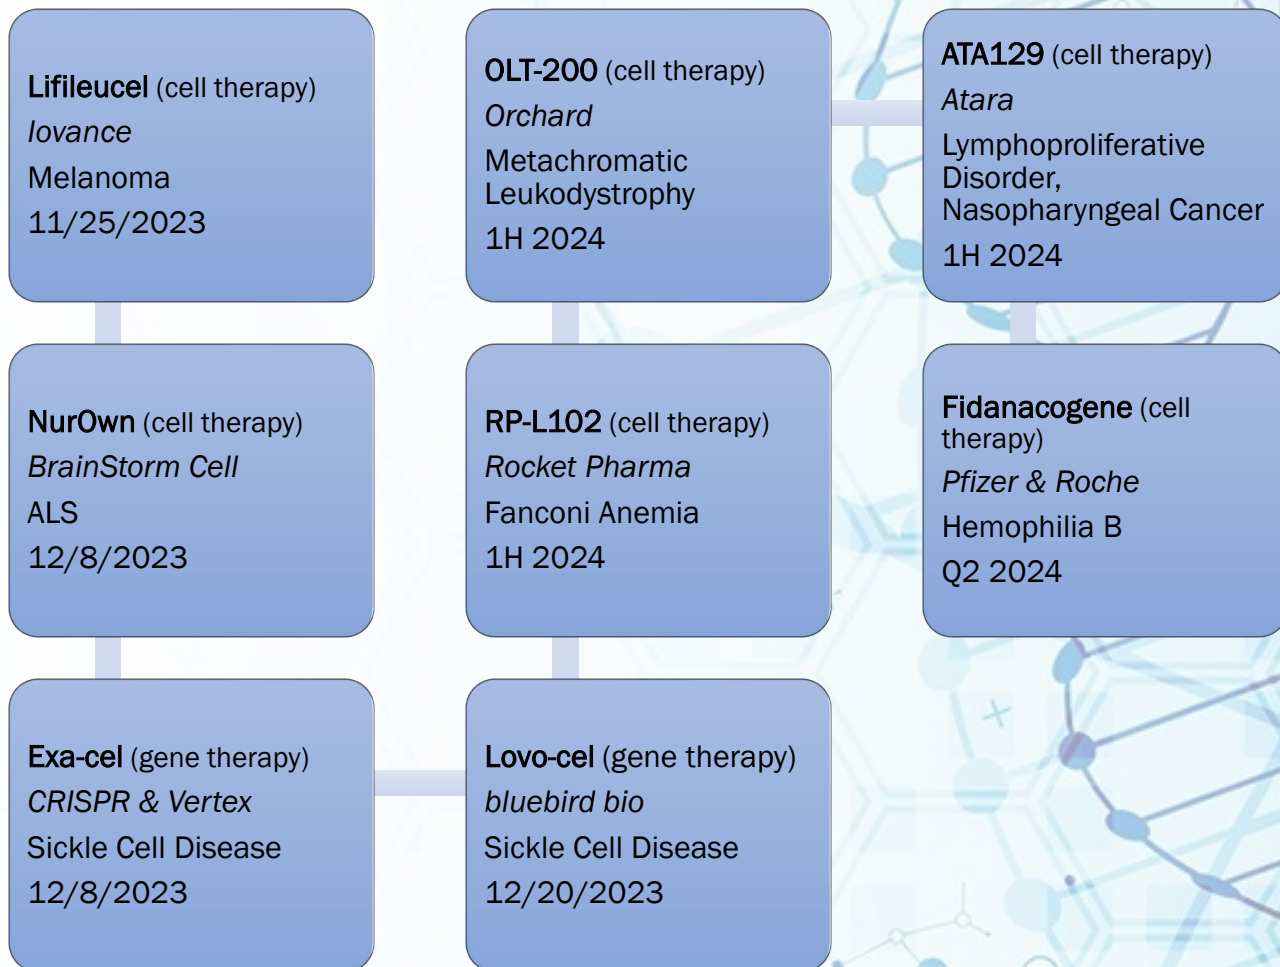 Lifileucel (cell therapy)
Iovance
Melanoma
11/25/2023
NurOwn (cell therapy)
BrainStorm Cell
ALS
12/8/2023
Exa-cel (gene therapy)
CRISPR & Vertex
Sickle Cell Disease
12/8/2023
Lovo-cel (gene therapy)
bluebird bio
Sickle Cell Disease
12/20/2023
RP-L102 (cell therapy)
Rocket Pharma
Fanconi Anemia
1H 2024
OLT-200 (cell therapy)
Orchard
Metachromatic
Leukodystrophy
1H 2024
ATA129 (cell therapy)
Atara
Lymphoproliferative
Disorder,
Nasopharyngeal Cancer
1H 2024
Fidanacogene (cell
therapy)
Pfizer & Roche
Hemophilia B
Q2 2024